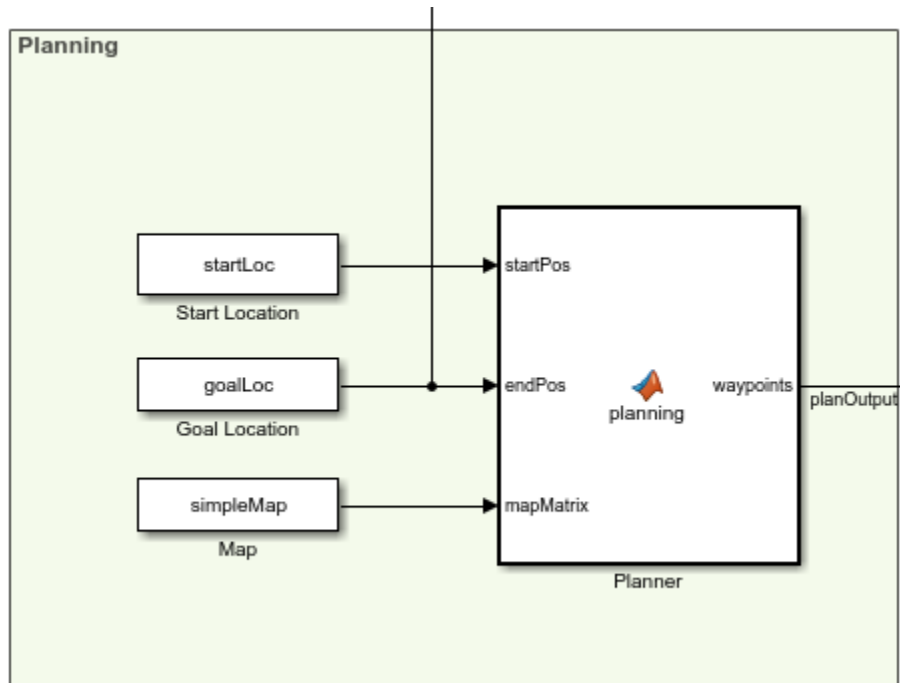 Planning
startLoc
startPos
Start Location
goalLoc
endPos
planning
waypoints
planOutput
Goal Location
simpleMap
mapMatrix
Map
Planner